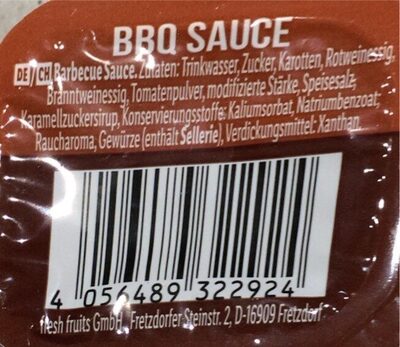 BBQ SAUCE
DE/CH Barbecue Sauce. Zutaten: Trinkwasser, Zucker, Karotten, Rotweinessig,
Branntweinessig, Tomatenpulver, modifizierte Stärke, Speisesalz,
Karamellzuckersirup, Konservierungsstoffe: Kaliumsorbat, Natriumbenzoat;
Raucharoma, Gewürze (enthält Sellerie), Verdickungsmittel: Xanthan.
4 056489 322924
fresh fruits GmbH, Fretzdorfer Steinstr. 2, D-16909 Fretzdorf